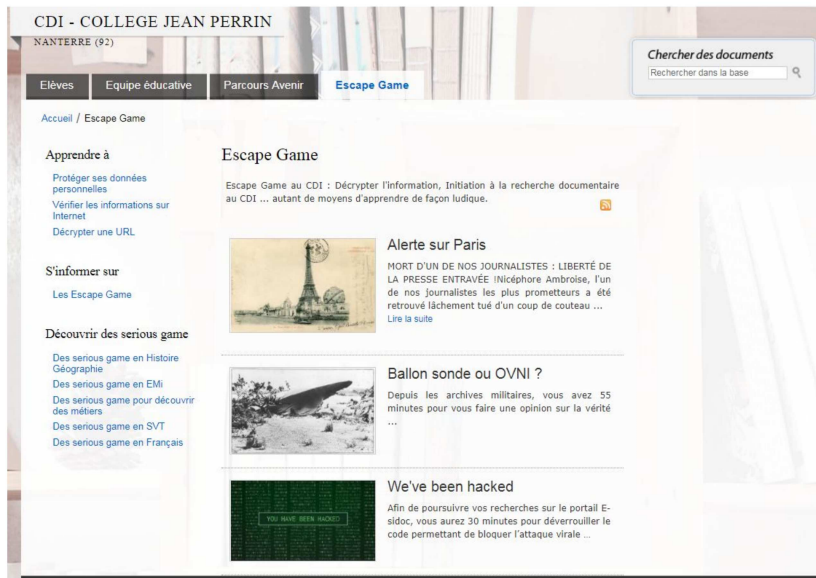 CDI - COLLEGE JEAN PERRIN
NANTERRE (92)
Chercher des documents
Rechercher dans la base
Elèves
Equipe éducative
Parcours Avenir
Escape Game
Accueil / Escape Game
Apprendre à
Protéger ses données
personnelles
Vérifier les informations sur
Internet
Décrypter une URL
S'informer sur
Les Escape Game
Découvrir des serious game
Des serious game en Histoire
Géographie
Des serious game en EMi
Des serious game pour découvrir
des métiers
Des serious game en SVT
Des serious game en Français
Escape Game
Escape Game au CDI : Décrypter l'information, Initiation à la recherche documentaire
au CDI ... autant de moyens d'apprendre de façon ludique.
Alerte sur Paris
MORT D'UN DE NOS JOURNALISTES : LIBERTÉ DE
LA PRESSE ENTRAVÉE !Nicéphore Ambroise, l'un
de nos journalistes les plus prometteurs a été
retrouvé lâchement tué d'un coup de couteau ...
Lire la suite
Ballon sonde ou OVNI ?
Depuis les archives militaires, vous avez 55
minutes pour vous faire une opinion sur la vérité
...
We've been hacked
YOU HAVE BEEN HACKED
Afin de poursuivre vos recherches sur le portail E-
sidoc, vous aurez 30 minutes pour déverrouiller le
code permettant de bloquer l'attaque virale ...